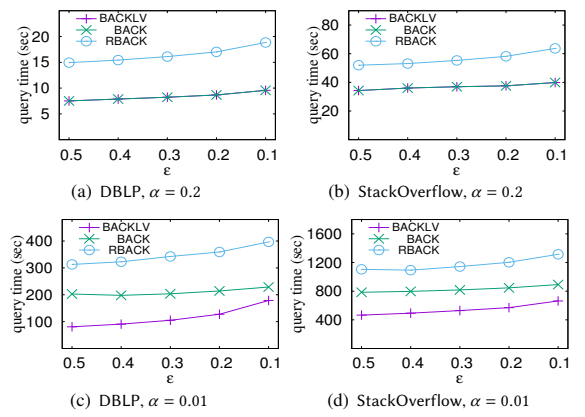 BACKLV
BACK
RBACK
query time (sec)
20
15
10
5
0.5 0.4 0.3 0.2 0.1
ε
(a) DBLP, α = 0.2
BACKLV
BACK
RBACK
query time (sec)
80
60
40
20
0.5 0.4 0.3 0.2 0.1
ε
(b) StackOverflow, α = 0.2
BACKLV
BACK
RBACK
query time (sec)
400
300
200
100
0.5 0.4 0.3 0.2 0.1
ε
(c) DBLP, α = 0.01
BACKLV
BACK
RBACK
query time (sec)
1600
1200
800
400
0.5 0.4 0.3 0.2 0.1
ε
(d) StackOverflow, α = 0.01